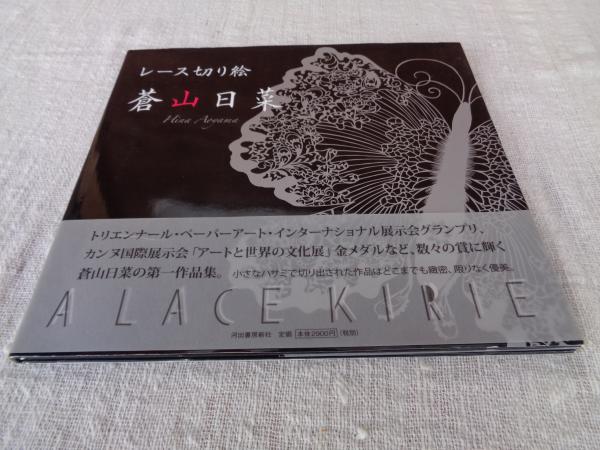 レース切り絵
蒼山日菜
Hina Aoyama
トリエンナール・ペーパーアート・インターナショナル展示会グランプリ、
カンヌ国際展示会「アートと世界の文化展」金メダルなど、数々の賞に輝く
蒼山日菜の第一作品集。小さなハサミで切り出された作品はどこまでも緻密、限りなく優美。
A LACE KIRIE
河出書房新社 定価 本体2900円(税別)